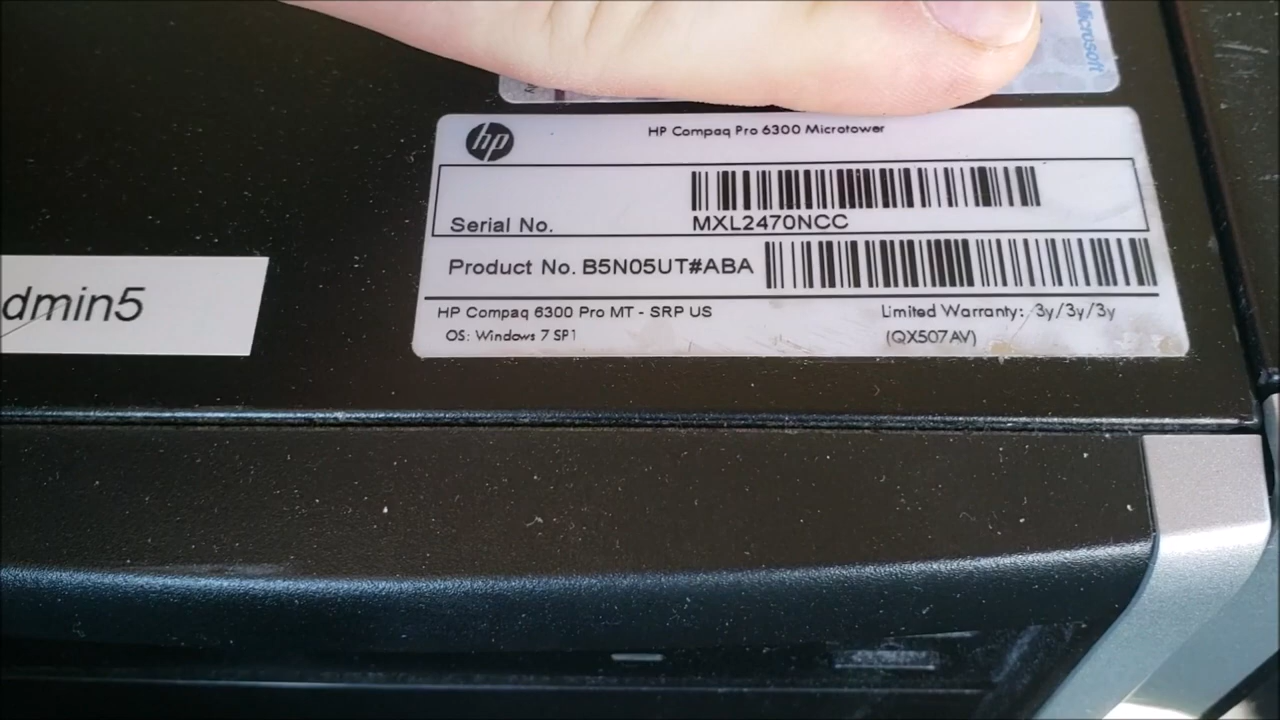 Microsoft
hp
HP Compaq Pro 6300 Microtower
Serial No.
MXL2470NCC
Product No. B5N05UT#ABA
HP Compaq 6300 Pro MT - SRP US
Limited Warranty: 3y/3y/3y
OS: Windows 7 SP1
(QX507AV)
dmin5